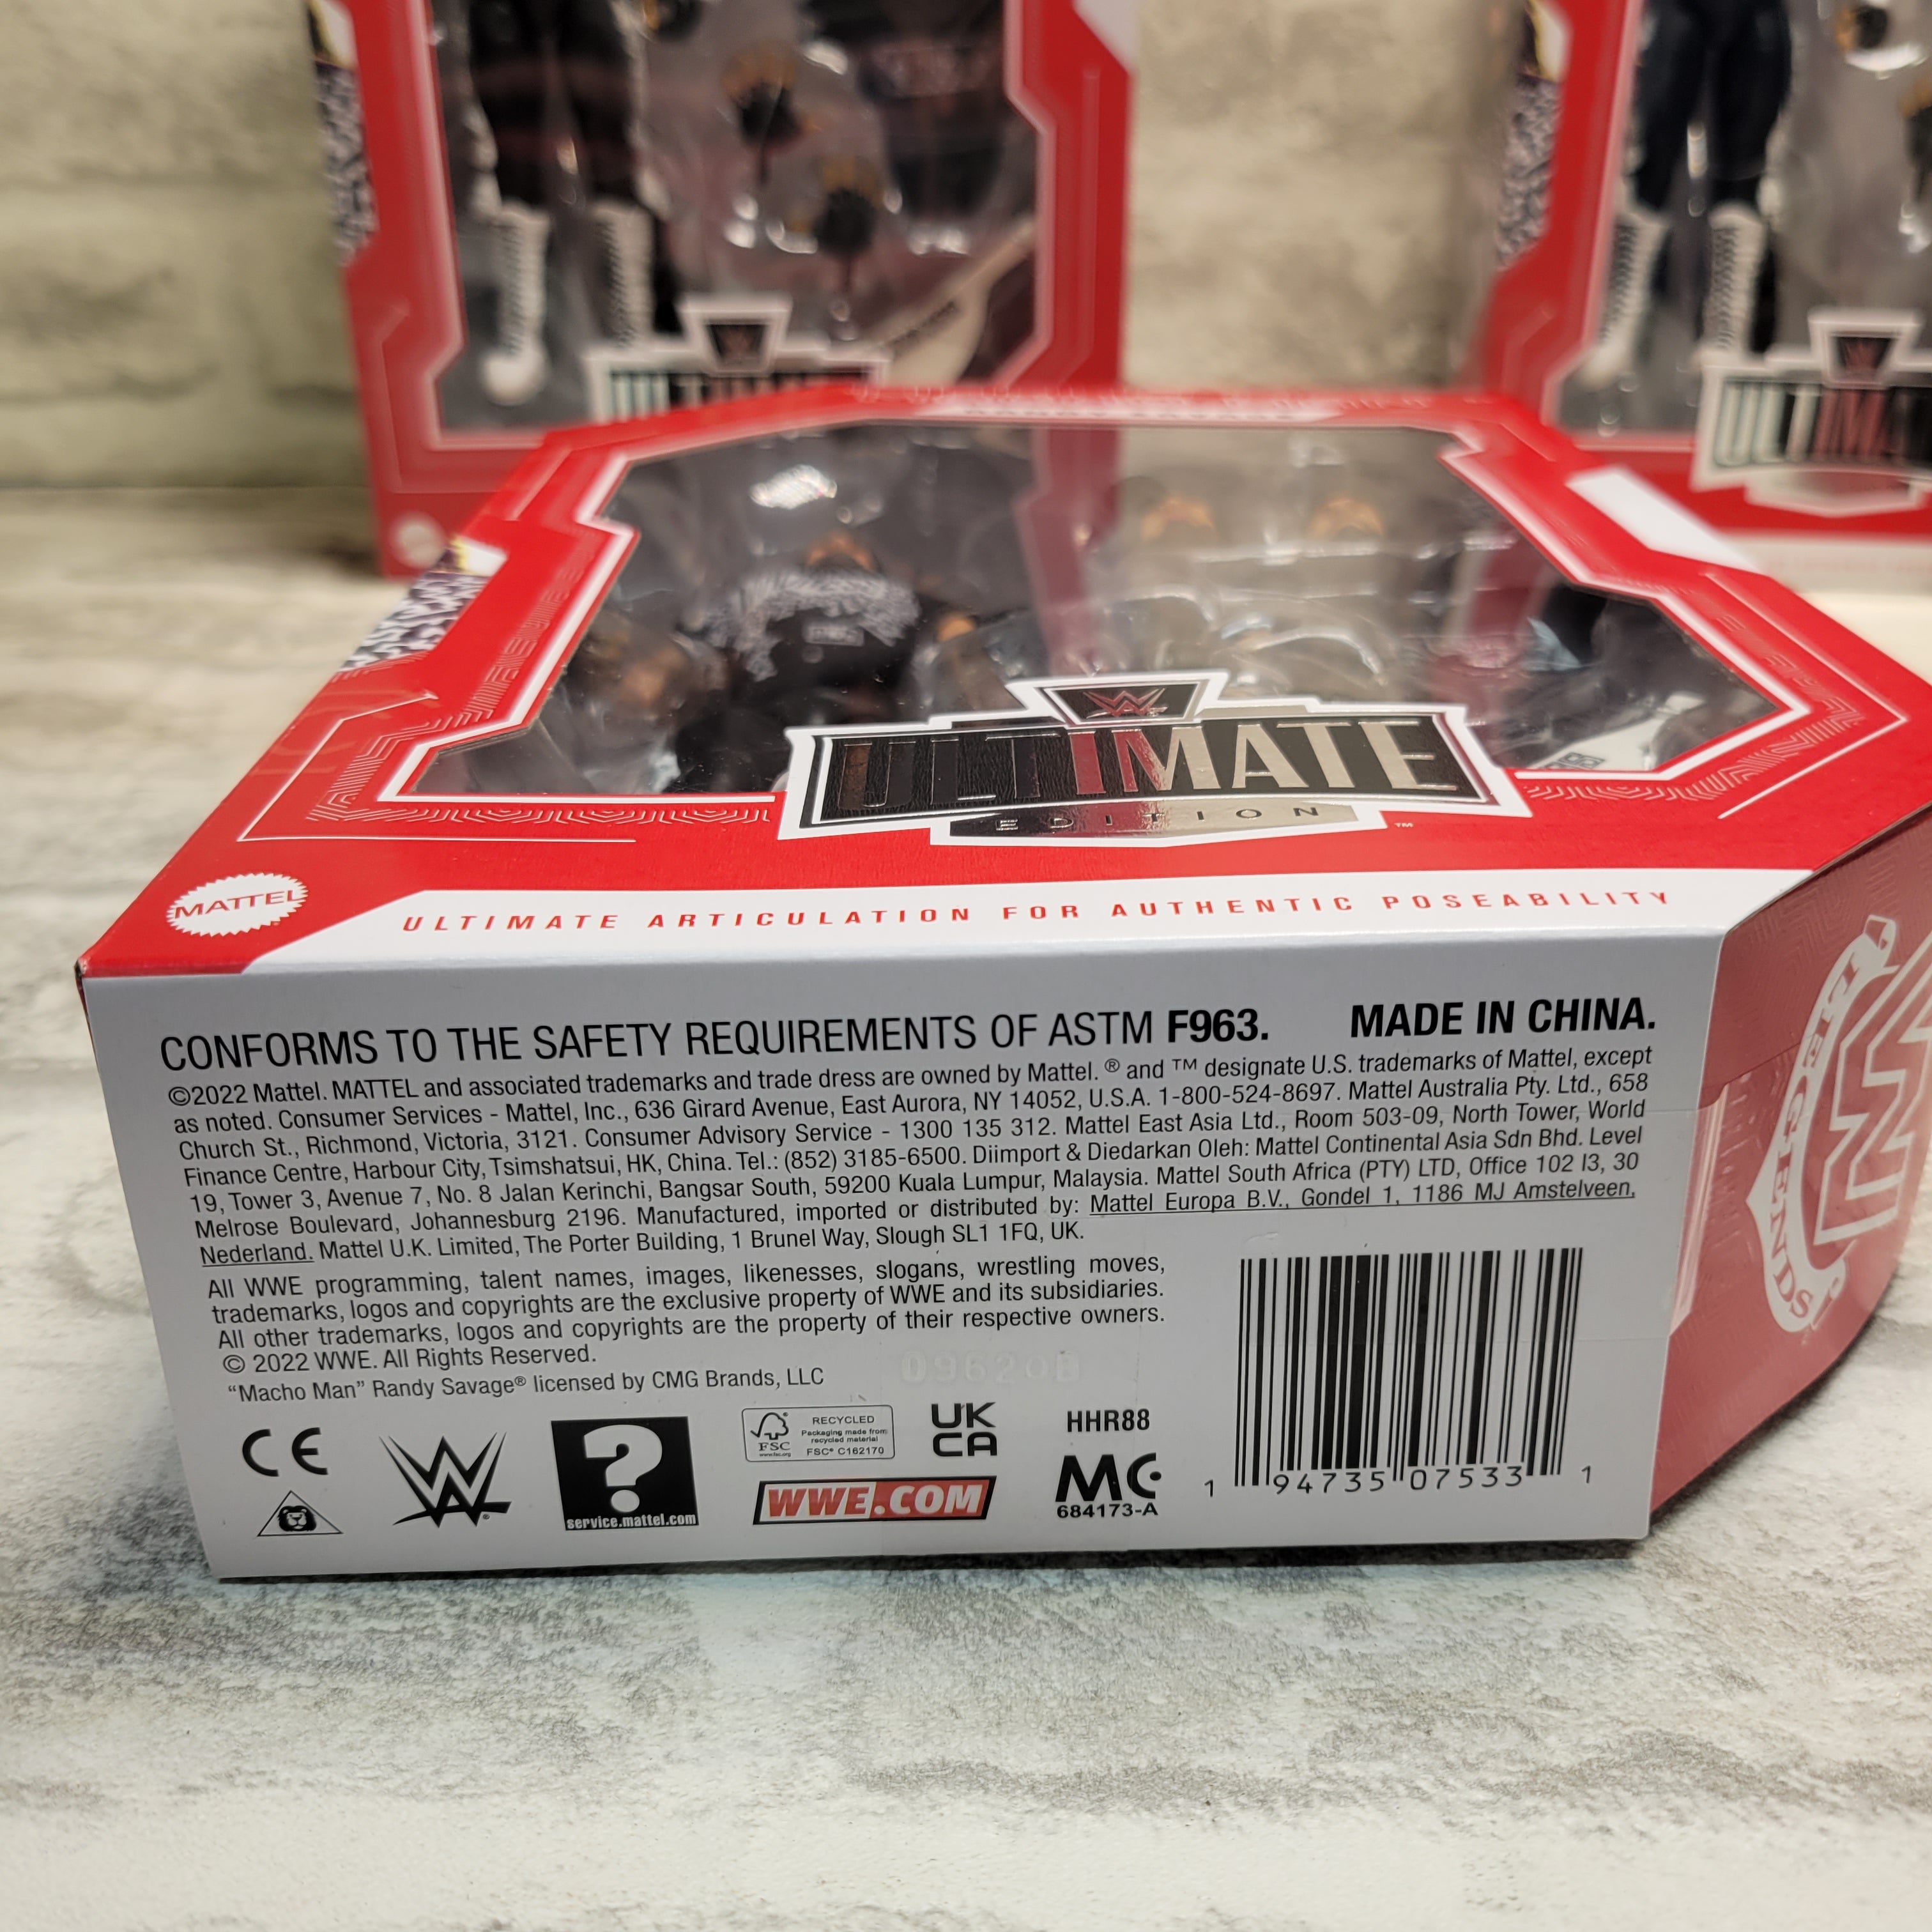 ULTIMATE
EDITION
™
MATTEL
ULTIMATE ARTICULATION FOR AUTHENTIC POSEABILITY
CONFORMS TO THE SAFETY REQUIREMENTS OF ASTM F963. MADE IN CHINA.
©2022 Mattel. MATTEL and associated trademarks and trade dress are owned by Mattel. ® and ™ designate U.S. trademarks of Mattel, except
as noted. Consumer Services - Mattel, Inc., 636 Girard Avenue, East Aurora, NY 14052, U.S.A. 1-800-524-8697. Mattel Australia Pty. Ltd., 658
Church St., Richmond, Victoria, 3121. Consumer Advisory Service - 1300 135 312. Mattel East Asia Ltd., Room 503-09, North Tower, World
Finance Centre, Harbour City, Tsimshatsui, HK, China. Tel.: (852) 3185-6500. Diimport & Diedarkan Oleh: Mattel Continental Asia Sdn Bhd. Level
19, Tower 3, Avenue 7, No. 8 Jalan Kerinchi, Bangsar South, 59200 Kuala Lumpur, Malaysia. Mattel South Africa (PTY) LTD, Office 102 I3, 30
Melrose Boulevard, Johannesburg 2196. Manufactured, imported or distributed by: Mattel Europa B.V., Gondel 1, 1186 MJ Amstelveen,
Nederland. Mattel U.K. Limited, The Porter Building, 1 Brunel Way, Slough SL1 1FQ, UK.
All WWE programming, talent names, images, likenesses, slogans, wrestling moves,
trademarks, logos and copyrights are the exclusive property of WWE and its subsidiaries.
All other trademarks, logos and copyrights are the property of their respective owners.
© 2022 WWE. All Rights Reserved.
“Macho Man” Randy Savage® licensed by CMG Brands, LLC
CE
W
?
service.mattel.com
FSC
RECYCLED
Packaging made from
recycled material
FSC® C162170
WWE.COM
UK
CA
HHR88
MC
684173-A
1 94735 07533 1
LEGENDS